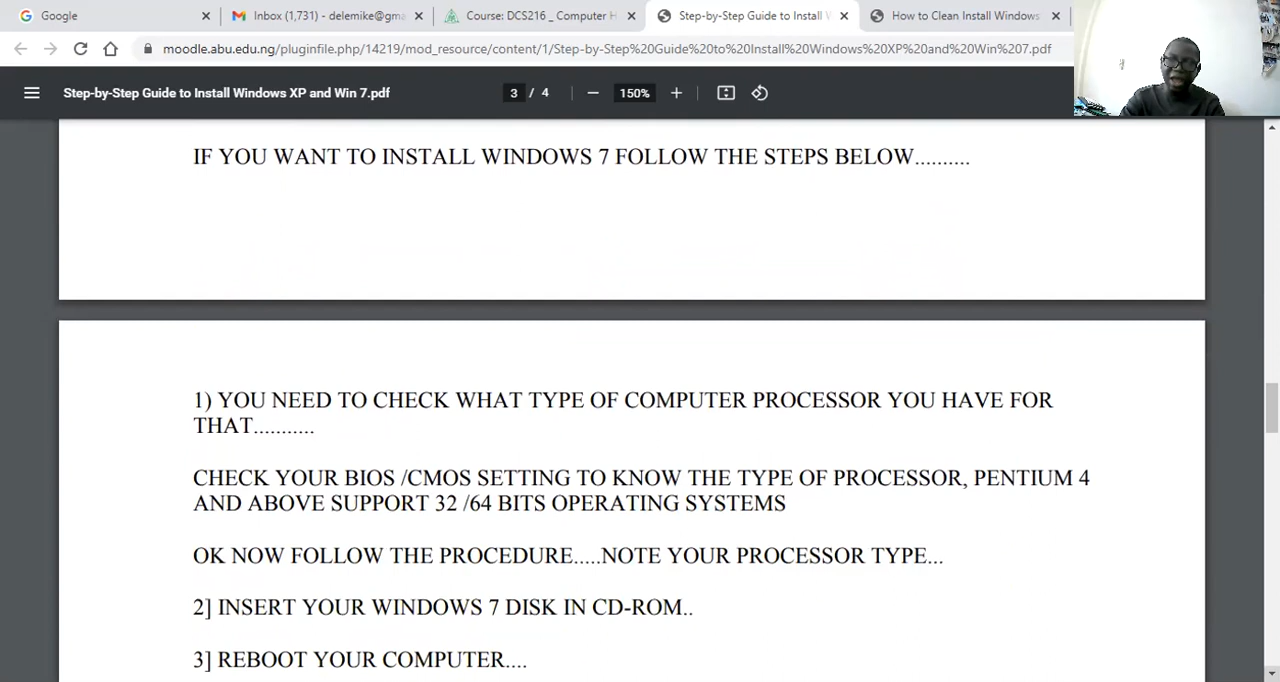 Google
Inbox (1,731) - delemike@gma
Course: DCS216 _ Computer H
Step-by-Step Guide to Install W
How to Clean Install Windows
moodle.abu.edu.ng/pluginfile.php/14219/mod_resource/content/1/Step-by-Step%20Guide%20to%20Install%20Windows%20XP%20and%20Win%207.pdf
Step-by-Step Guide to Install Windows XP and Win 7.pdf
3 / 4
150%
IF YOU WANT TO INSTALL WINDOWS 7 FOLLOW THE STEPS BELOW..........
1) YOU NEED TO CHECK WHAT TYPE OF COMPUTER PROCESSOR YOU HAVE FOR
THAT...........
CHECK YOUR BIOS /CMOS SETTING TO KNOW THE TYPE OF PROCESSOR, PENTIUM 4
AND ABOVE SUPPORT 32 /64 BITS OPERATING SYSTEMS
OK NOW FOLLOW THE PROCEDURE.....NOTE YOUR PROCESSOR TYPE...
2] INSERT YOUR WINDOWS 7 DISK IN CD-ROM..
3] REBOOT YOUR COMPUTER....